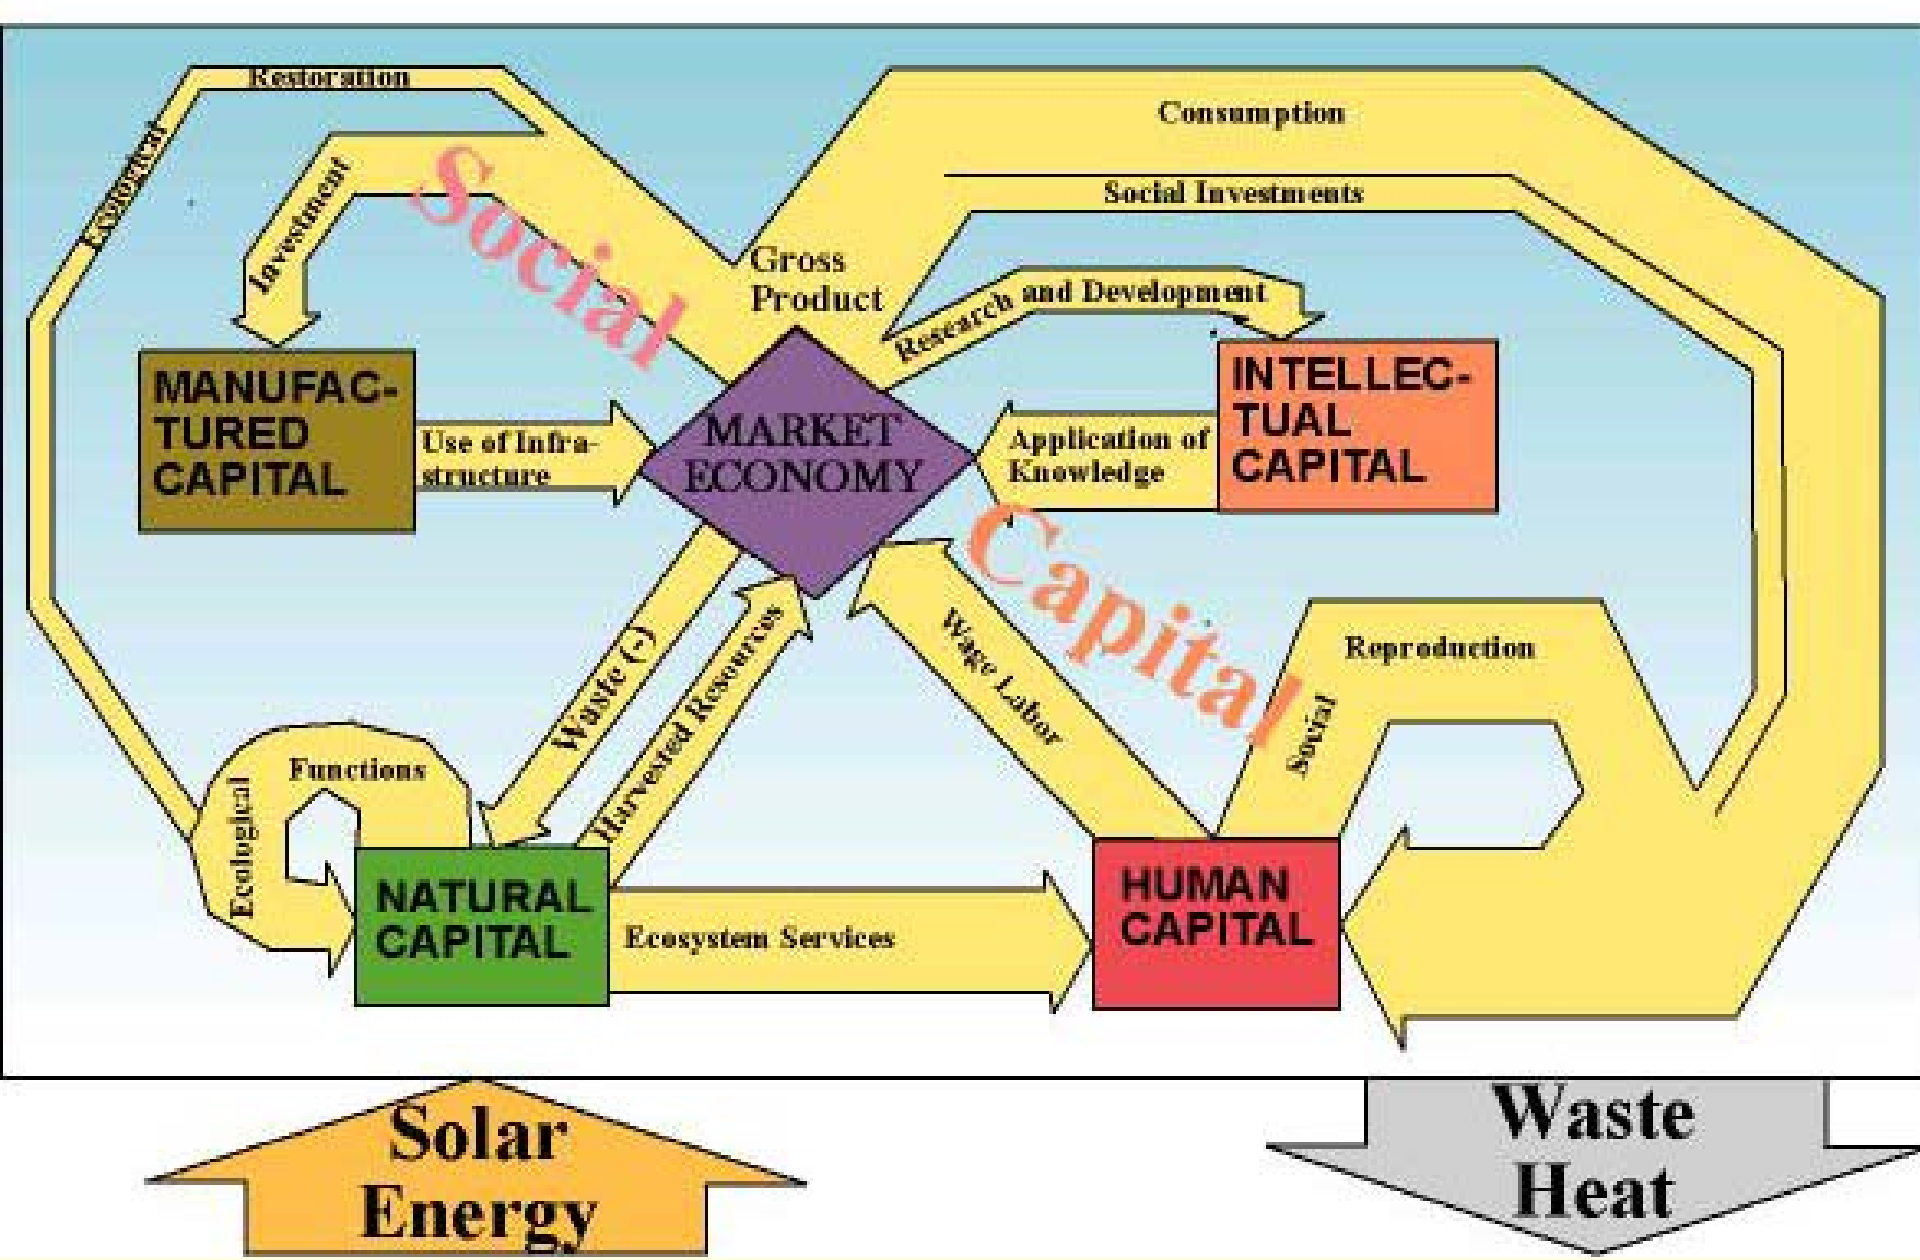 Restoration
Ecological
Investment
Social
Consumption
Social Investments
Gross
Product
Research and Development
MANUFAC-
TURED
CAPITAL
Use of Infra-
structure
MARKET
ECONOMY
Application of
Knowledge
INTELLEC-
TUAL
CAPITAL
Capital
Waste (-)
Harvested Resources
Wage Labor
Social
Reproduction
Ecological
Functions
NATURAL
CAPITAL
Ecosystem Services
HUMAN
CAPITAL
Solar
Energy
Waste
Heat